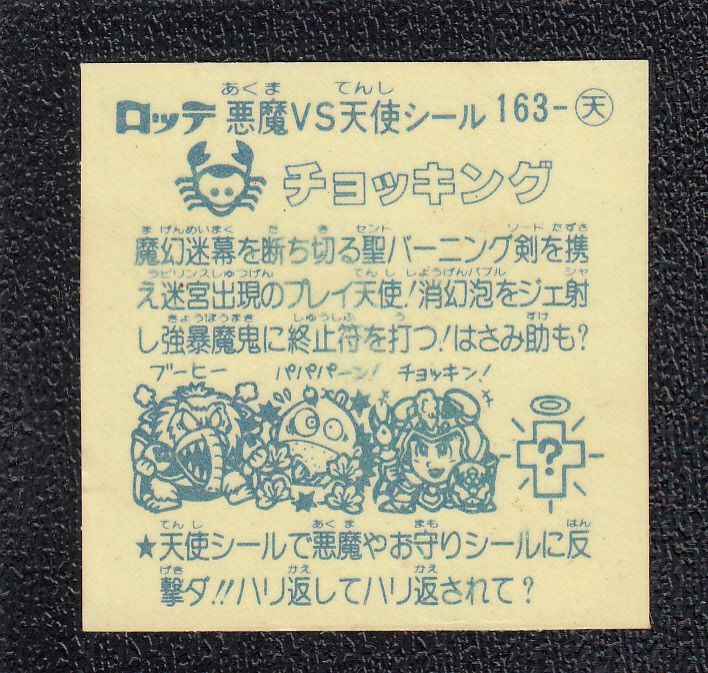 あくま てんし
ロッテ 悪魔VS天使シール 163-天
チョッキング
まげんめいまく た き セント ソード たずさ
魔幻迷幕を断ち切る聖バーニング剣を携
ラビリンスしゅつげん てんし しょうげんバブル シャ
え迷宮出現のプレイ天使!消幻泡をジェ射
きょうぼうまき しゅうしふ う すけ
し強暴魔鬼に終止符を打つ!はさみ助も?
ブーヒー パパパーン! チョッキン!
?
てんし あくま まも はん
★天使シールで悪魔やお守りシールに反
げき かえ かえ
撃ダ!!ハリ返してハリ返されて?